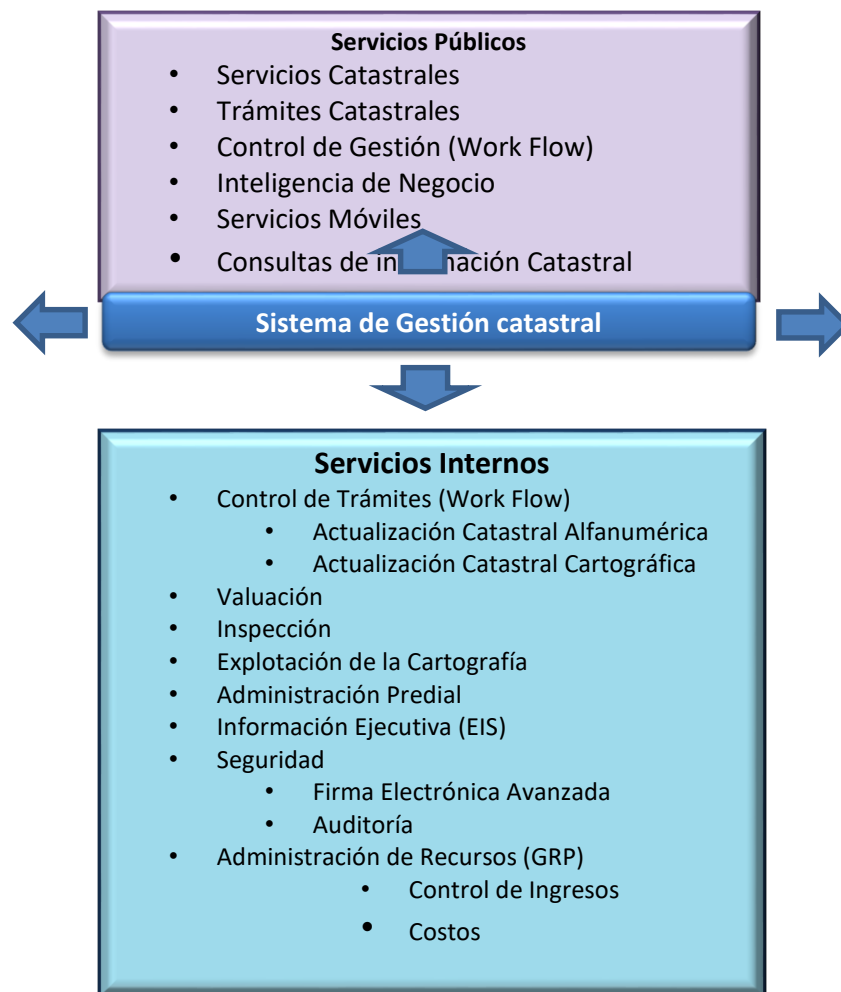 Servicios Públicos
• Servicios Catastrales
• Trámites Catastrales
• Control de Gestión (Work Flow)
• Inteligencia de Negocio
• Servicios Móviles
• Consultas de Catastral
Sistema de Gestión catastral
Servicios Internos
• Control de Trámites (Work Flow)
• Actualización Catastral Alfanumérica
• Actualización Catastral Cartográfica
• Valuación
• Inspección
• Explotación de la Cartografía
• Administración Predial
• Información Ejecutiva (EIS)
• Seguridad
• Firma Electrónica Avanzada
• Auditoría
• Administración de Recursos (GRP)
• Control de Ingresos
• Costos